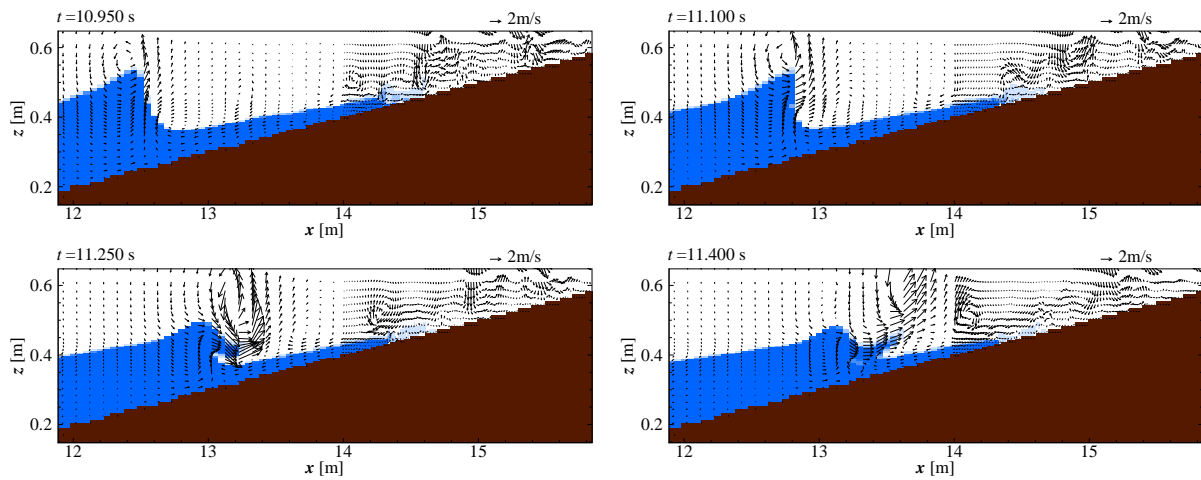 t =10.950 s → 2m/s
0.6
z [m]
0.4
0.2
12 13 14 15
x [m]
t =11.100 s → 2m/s
0.6
z [m]
0.4
0.2
12 13 14 15
x [m]
t =11.250 s → 2m/s
0.6
z [m]
0.4
0.2
12 13 14 15
x [m]
t =11.400 s → 2m/s
0.6
z [m]
0.4
0.2
12 13 14 15
x [m]